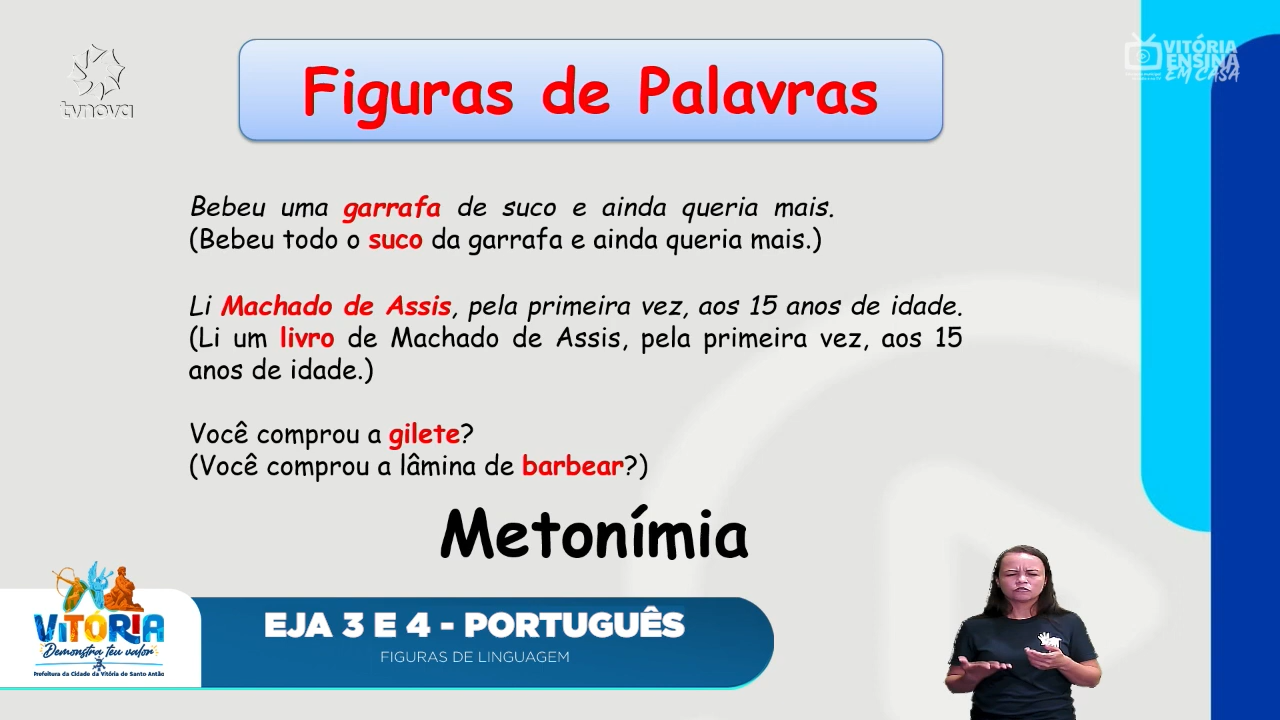 tvnova
VITÓRIA
ENSINA
EM CASA
Figuras de Palavras
Bebeu uma garrafa de suco e ainda queria mais.
(Bebeu todo o suco da garrafa e ainda queria mais.)
Li Machado de Assis, pela primeira vez, aos 15 anos de idade.
(Li um livro de Machado de Assis, pela primeira vez, aos 15
anos de idade.)
Você comprou a gilete?
(Você comprou a lâmina de barbear?)
Metonímia
VITÓRIA
Demonstra teu valor
Prefeitura da Cidade da Vitória de Santo Antão
EJA 3 E 4 - PORTUGUÊS
FIGURAS DE LINGUAGEM